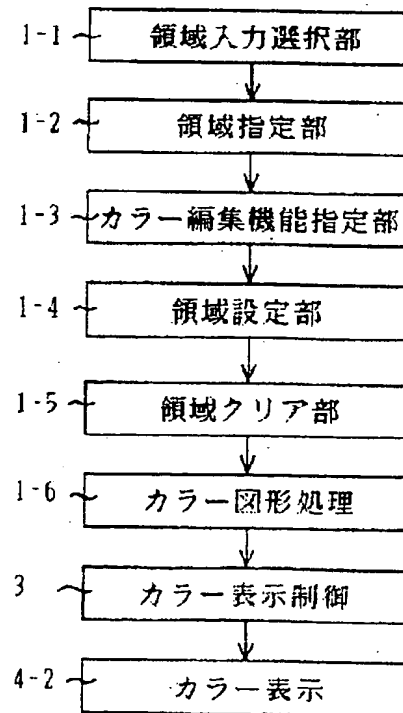 1-1 領域入力選択部
1-2 領域指定部
1-3 カラー編集機能指定部
1-4 領域設定部
1-5 領域クリア部
1-6 カラー図形処理
3 カラー表示制御
4-2 カラー表示